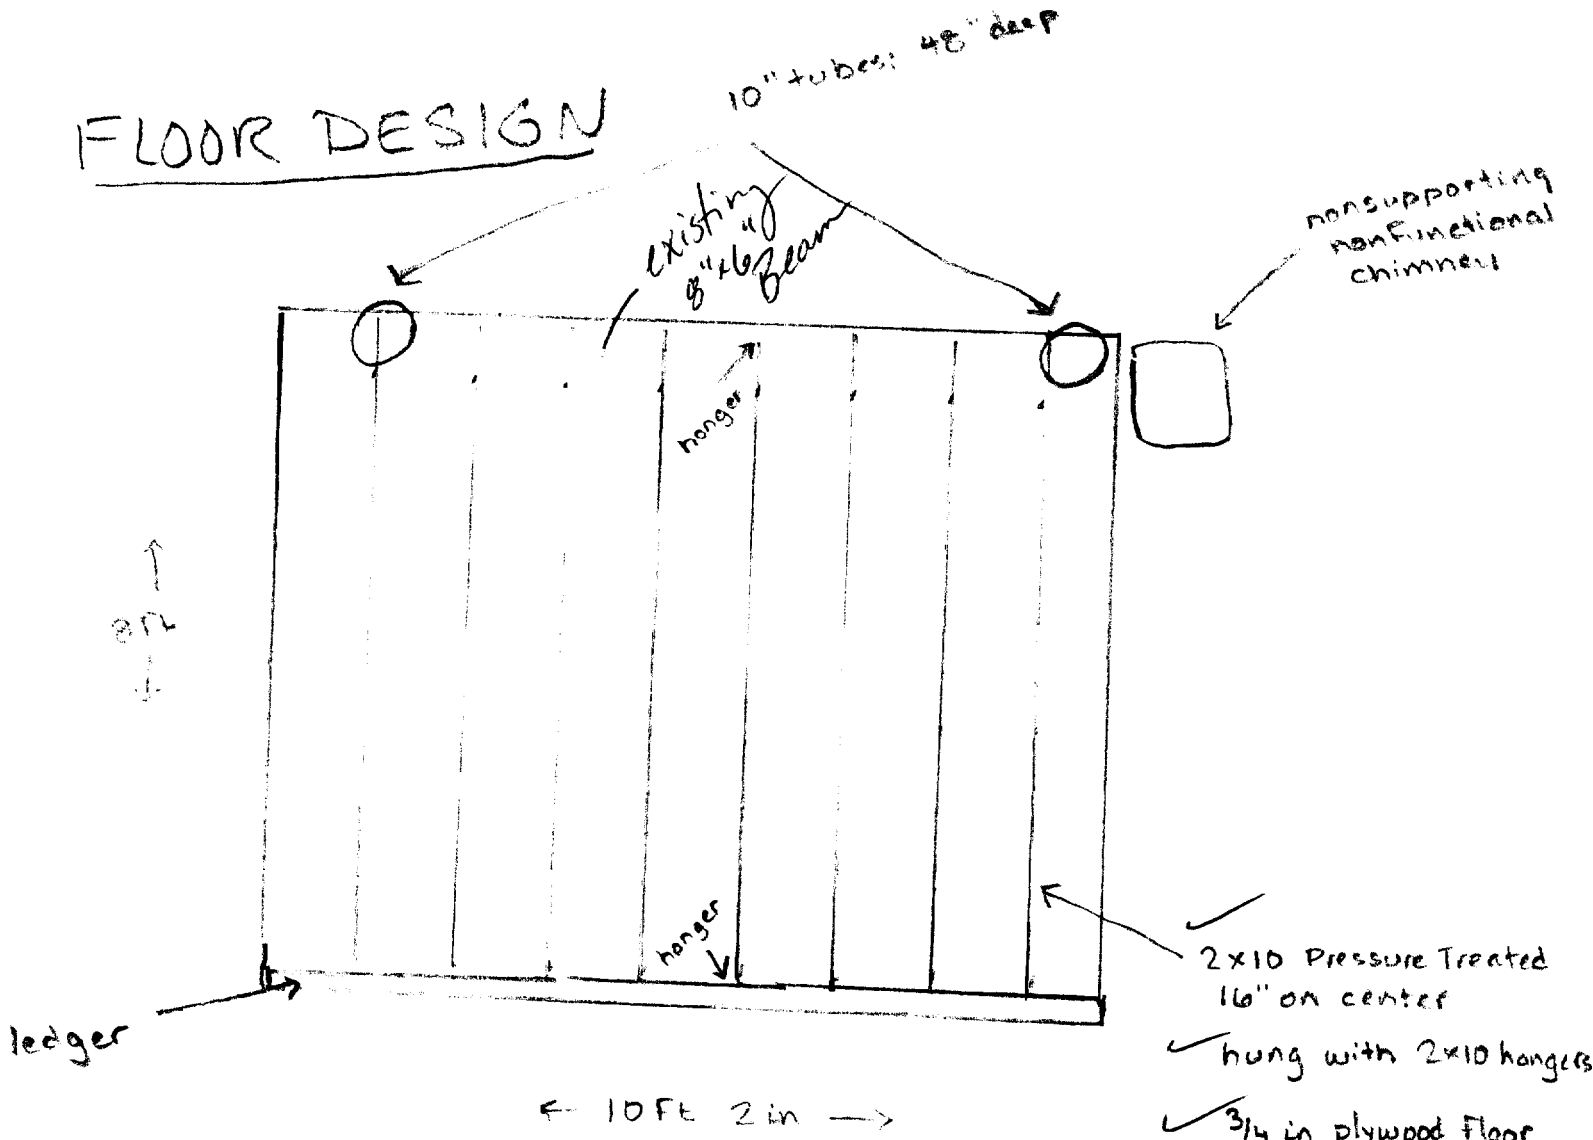 10" tubes: 48" deep
FLOOR DESIGN
existing
8"x6"
Beam
nonsupporting
nonfunctional
chimney
hanger
8 ft
hanger
2x10 Pressure Treated
16" on center
ledger
hung with 2x10 hangers
10 Ft 2 in
3/4 in plywood floor